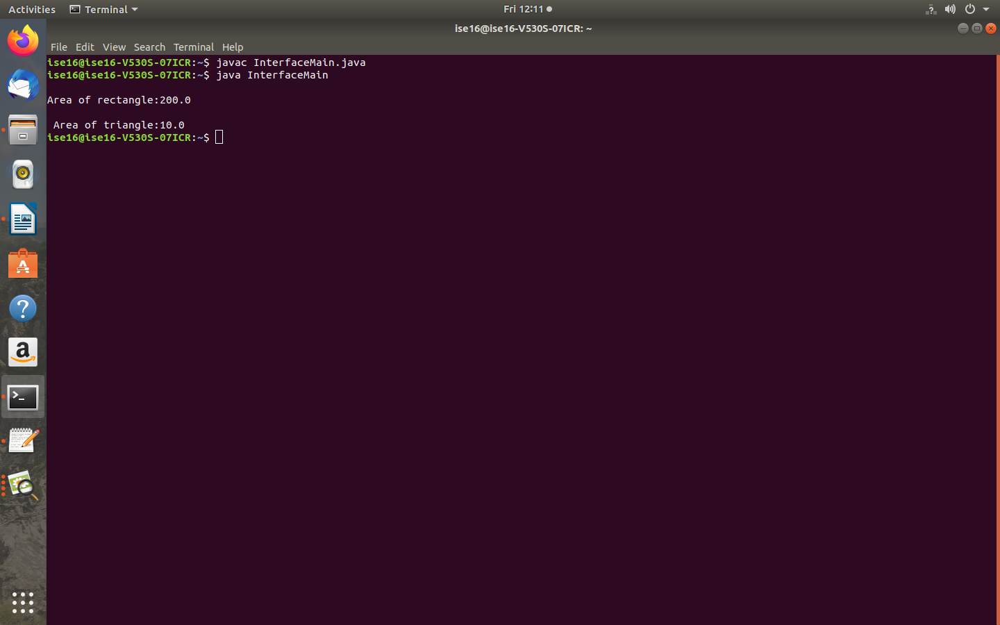 Activities Terminal Fri 12:11
ise16@ise16-V530S-07ICR: ~
File Edit View Search Terminal Help
ise16@ise16-V530S-07ICR:~$ javac InterfaceMain.java
ise16@ise16-V530S-07ICR:~$ java InterfaceMain
Area of rectangle:200.0
Area of triangle:10.0
ise16@ise16-V530S-07ICR:~$